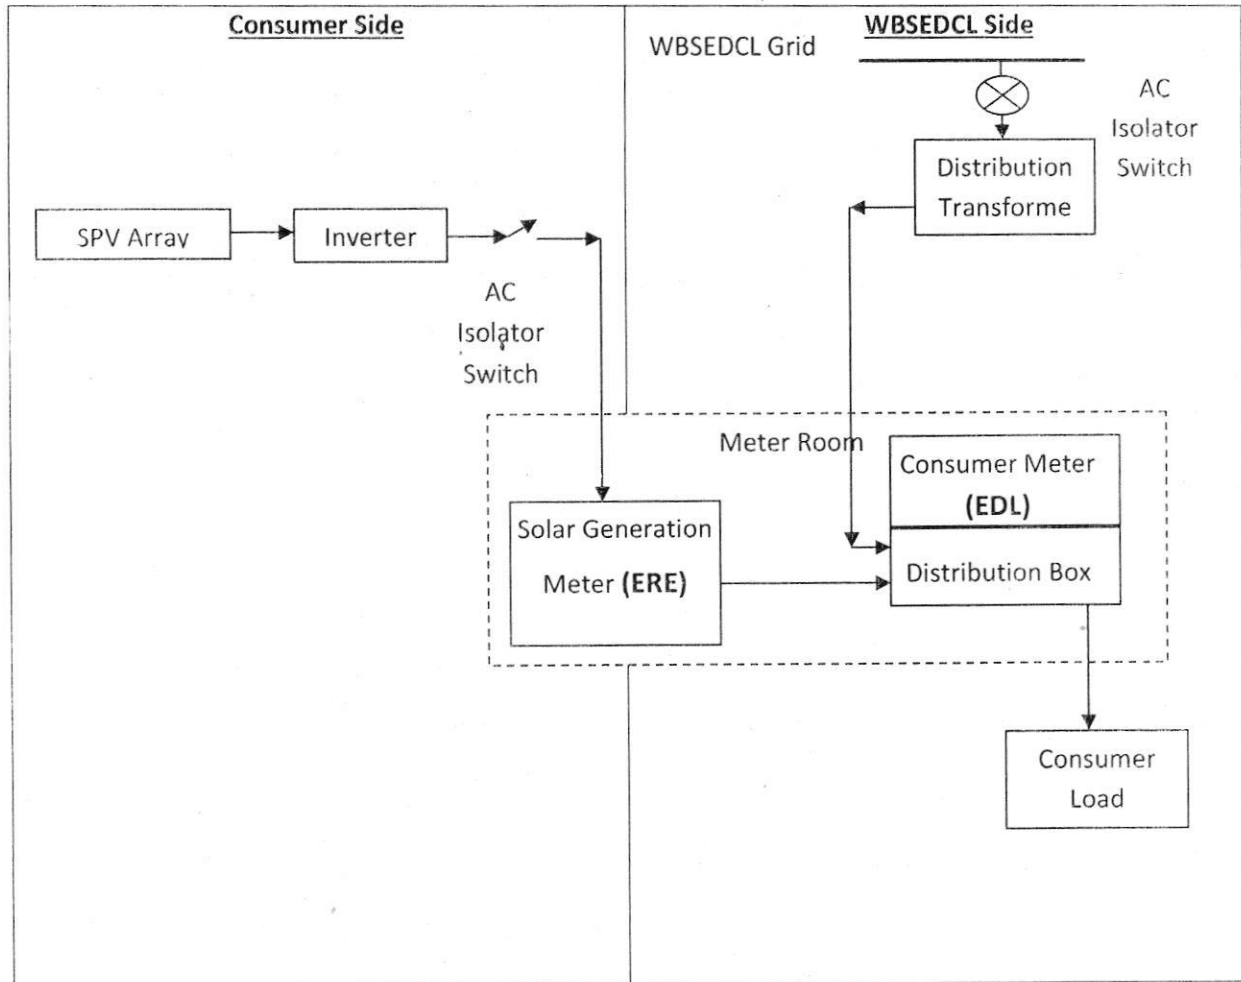 Consumer Side
WBSEDCL Side
WBSEDCL Grid
AC
Isolator
Switch
Distribution
Transforme
SPV Array
Inverter
AC
Isolator
Switch
Meter Room
Consumer Meter
(EDL)
Solar Generation
Meter (ERE)
Distribution Box
Consumer
Load